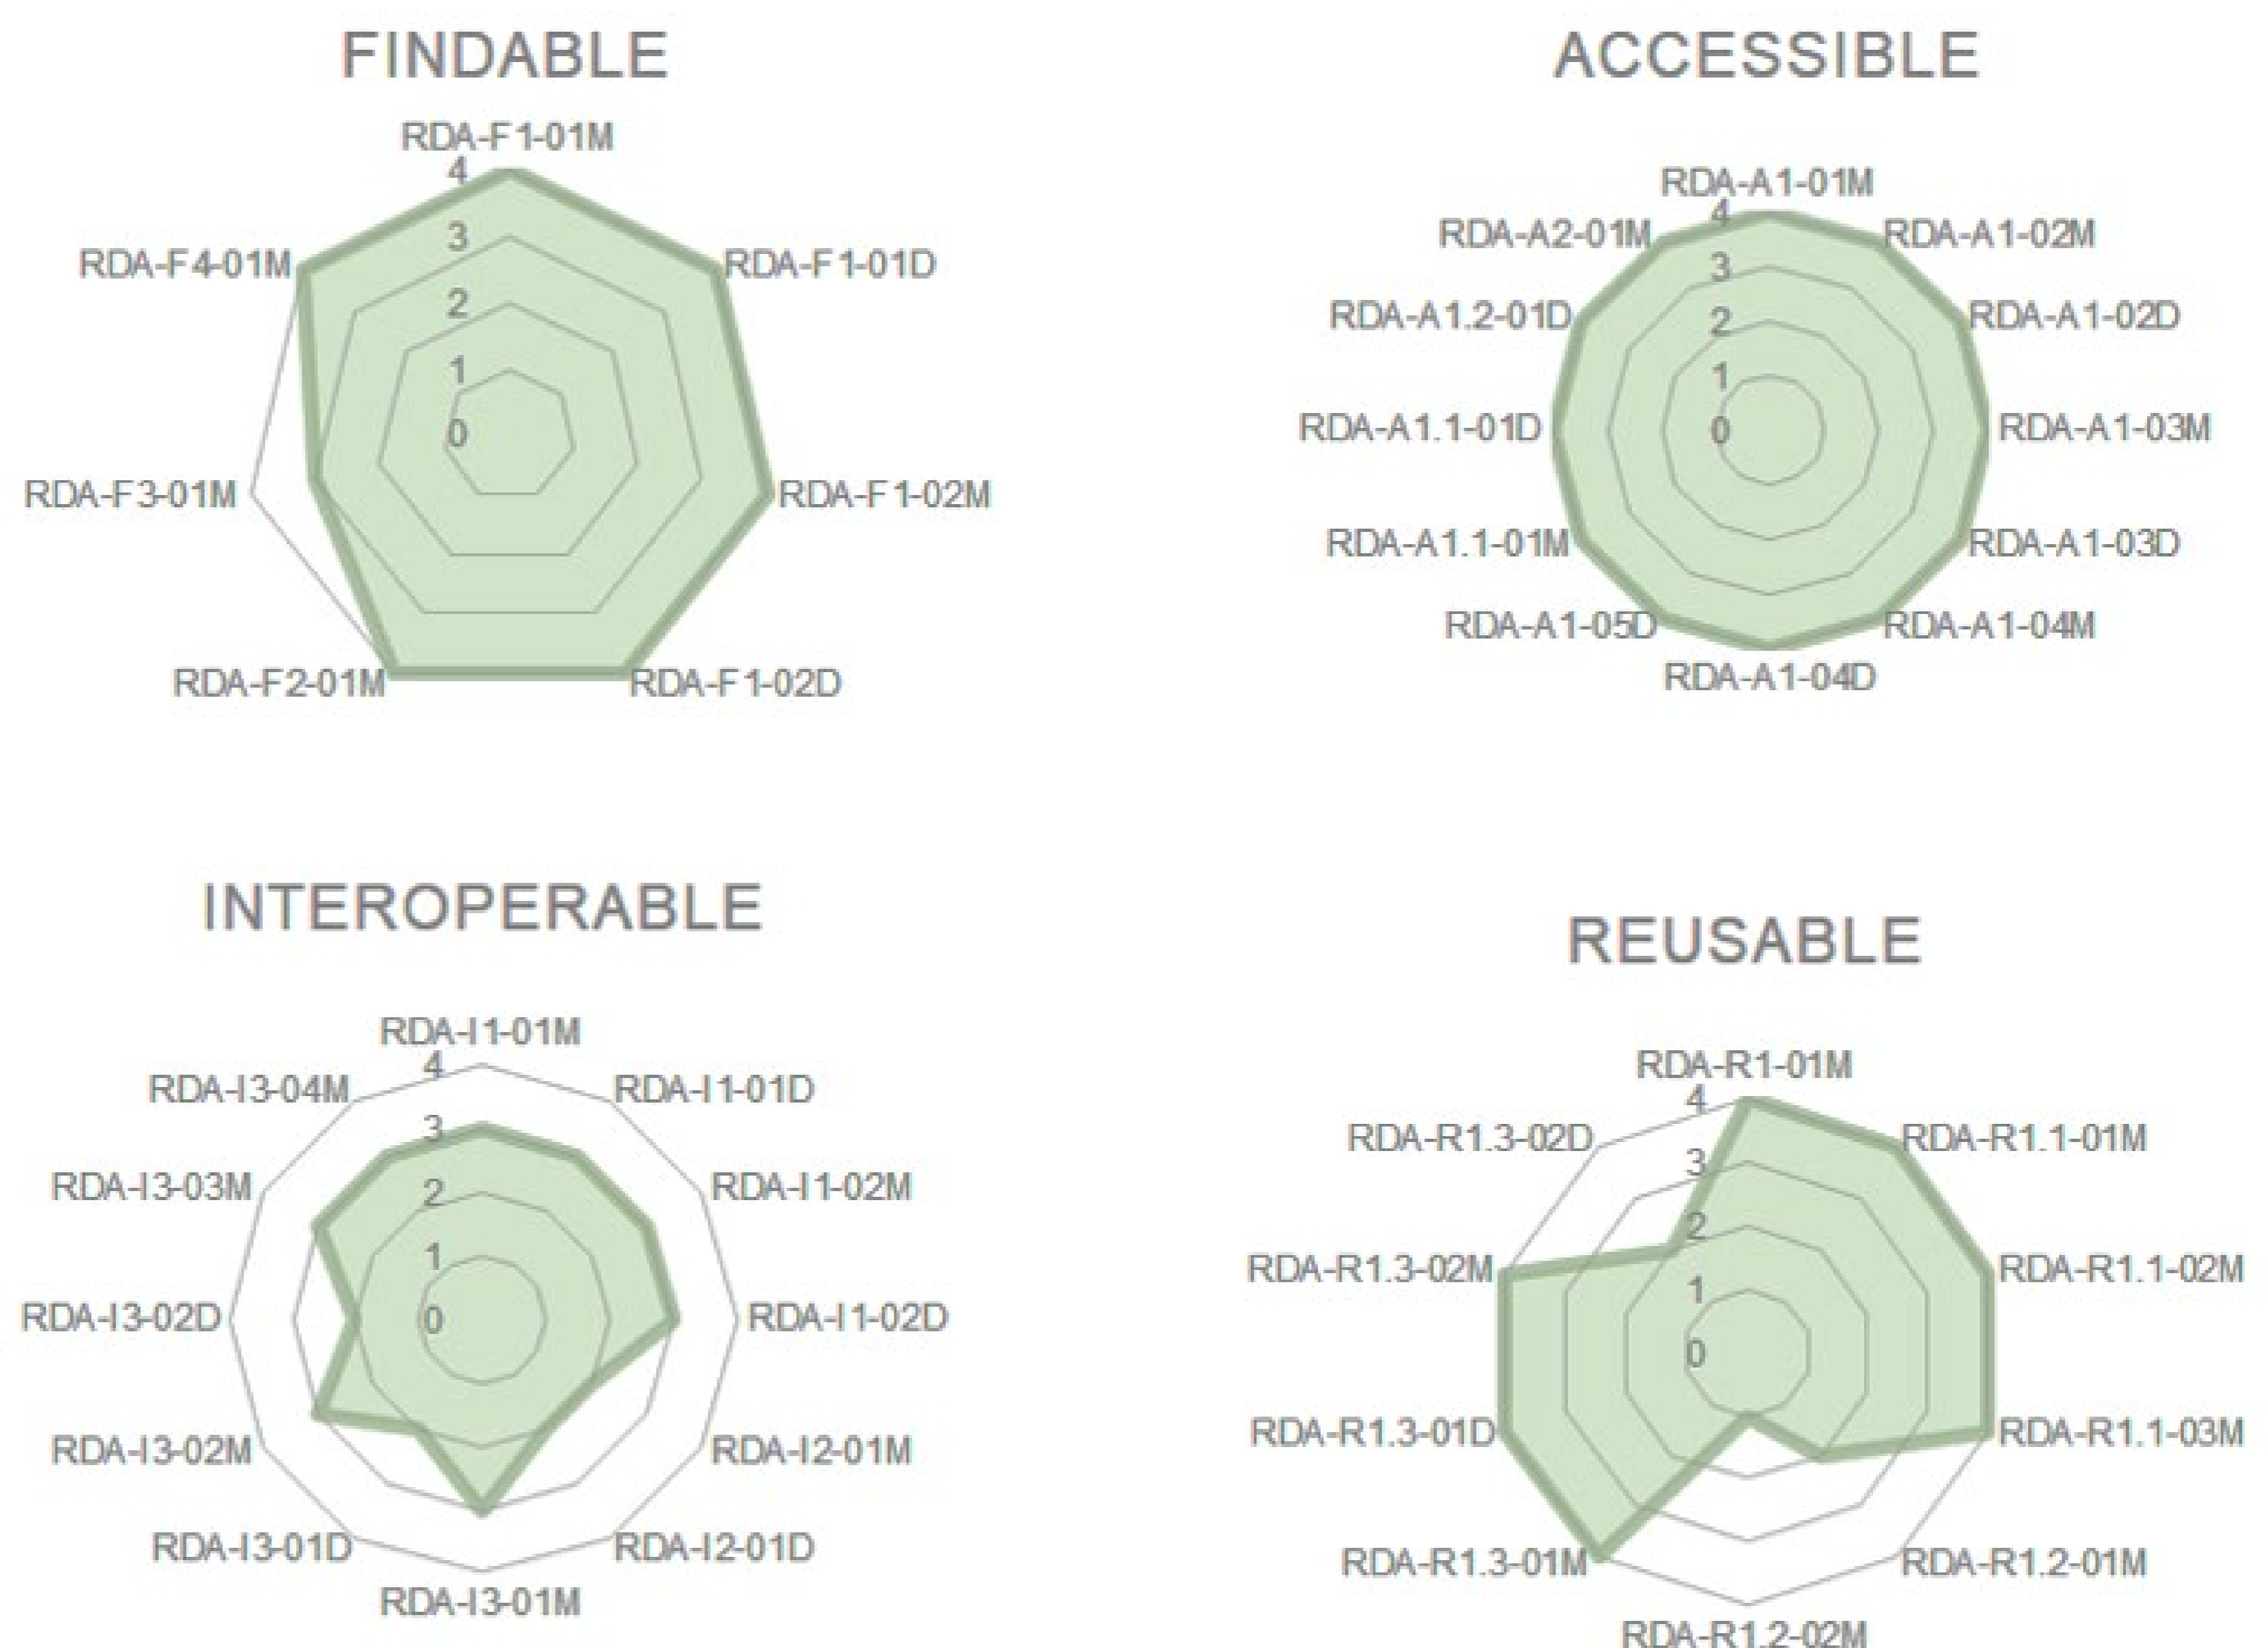 FINDABLE
RDA-F1-01M
4
3
2
1
0
RDA-F4-01M
RDA-F1-01D
RDA-F3-01M
RDA-F1-02M
RDA-F2-01M
RDA-F1-02D
ACCESSIBLE
RDA-A1-01M
4
3
2
1
0
RDA-A2-01M
RDA-A1-02M
RDA-A1.2-01D
RDA-A1-02D
RDA-A1.1-01D
RDA-A1-03M
RDA-A1.1-01M
RDA-A1-03D
RDA-A1-05D
RDA-A1-04M
RDA-A1-04D
INTEROPERABLE
RDA-I1-01M
4
3
2
1
0
RDA-I3-04M
RDA-I1-01D
RDA-I3-03M
RDA-I1-02M
RDA-I3-02D
RDA-I1-02D
RDA-I3-02M
RDA-I2-01M
RDA-I3-01D
RDA-I2-01D
RDA-I3-01M
REUSABLE
RDA-R1-01M
4
3
2
1
0
RDA-R1.3-02D
RDA-R1.1-01M
RDA-R1.3-02M
RDA-R1.1-02M
RDA-R1.3-01D
RDA-R1.1-03M
RDA-R1.3-01M
RDA-R1.2-01M
RDA-R1.2-02M